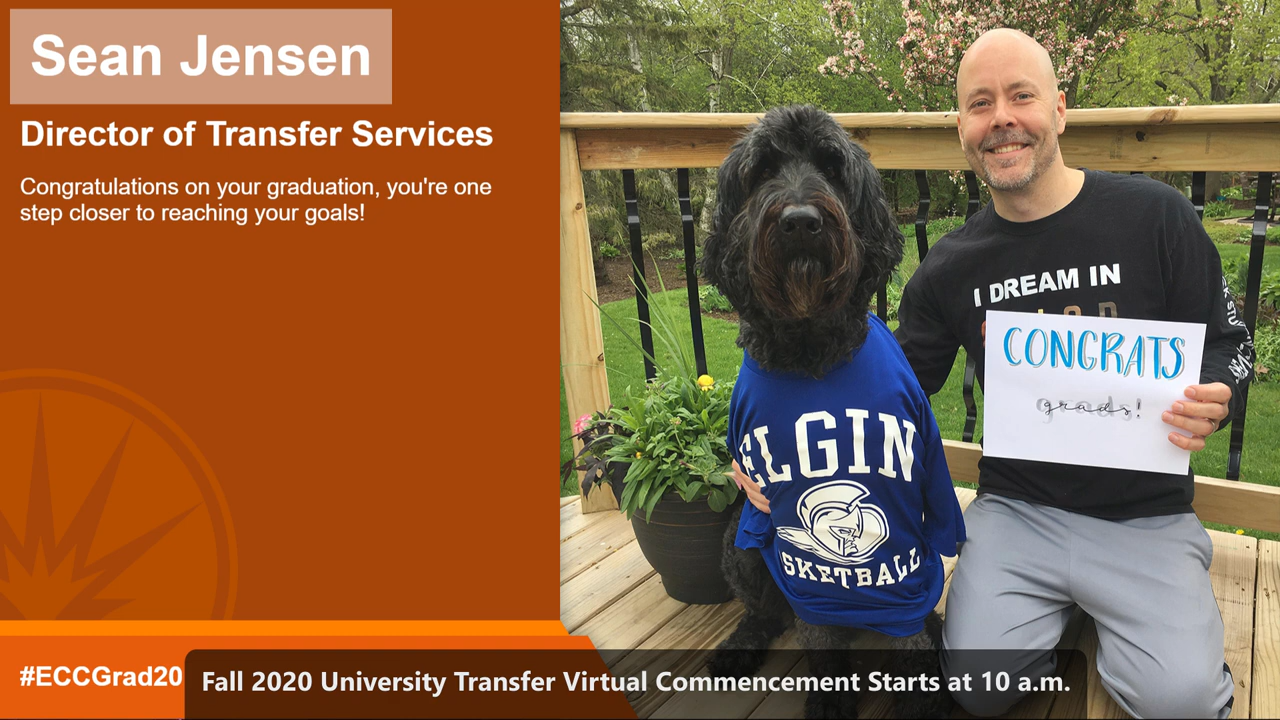 Sean Jensen
Director of Transfer Services
Congratulations on your graduation, you're one
step closer to reaching your goals!
I DREAM IN
CONGRATS
grads!
ELGIN
SKETBALL
#ECCGrad20
Fall 2020 University Transfer Virtual Commencement Starts at 10 a.m.